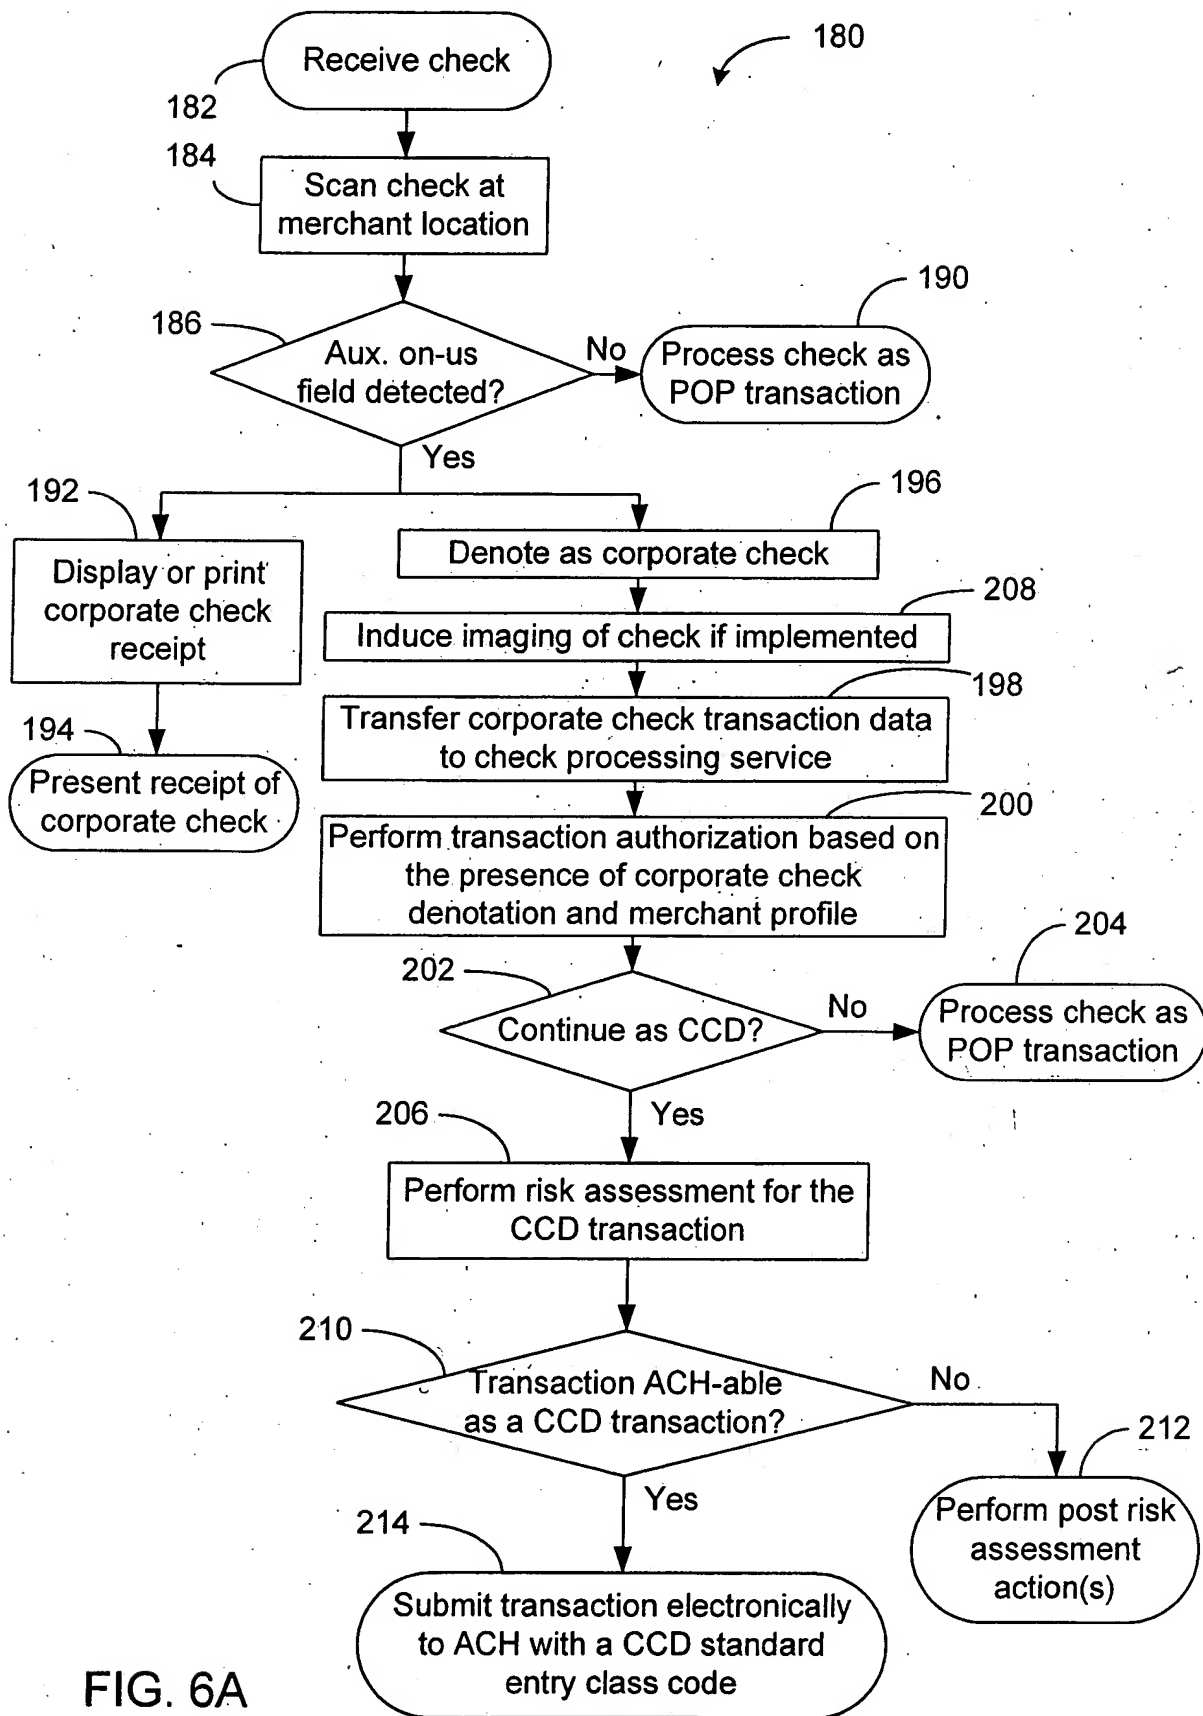 Receive check
180
182
184
Scan check at
merchant location
190
186
Aux. on-us
field detected?
No
Process check as
POP transaction
Yes
192
196
Display or print
corporate check
receipt
Denote as corporate check
208
Induce imaging of check if implemented
198
Transfer corporate check transaction data
to check processing service
194
Present receipt of
corporate check
200
Perform transaction authorization based on
the presence of corporate check
denotation and merchant profile
204
202
Continue as CCD?
No
Process check as
POP transaction
Yes
206
Perform risk assessment for the
CCD transaction
210
Transaction ACH-able
as a CCD transaction?
No
212
Yes
Perform post risk
assessment
action(s)
214
Submit transaction electronically
to ACH with a CCD standard
entry class code
FIG. 6A